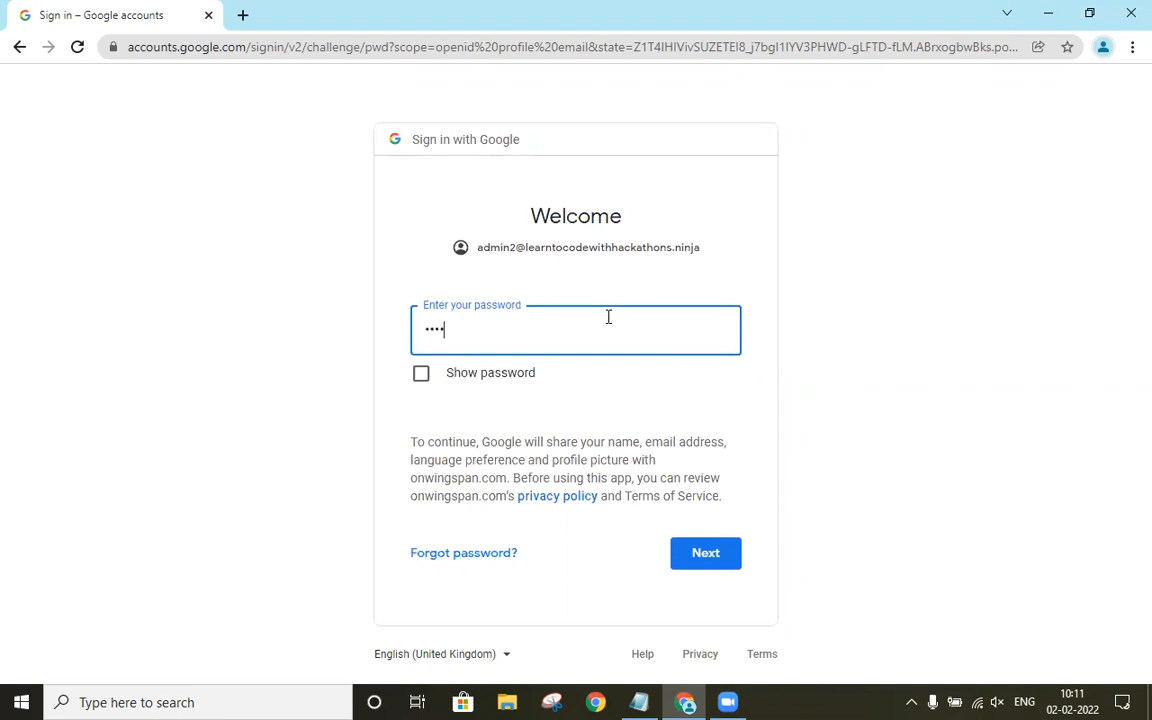 Sign in – Google accounts
accounts.google.com/signin/v2/challenge/pwd?scope=openid%20profile%20email&state=Z1T4IHIVivSUZETEI8_j7bgI1IYV3PHWD-gLFTD-fLM.ABrxogbwBks.po...
Sign in with Google
Welcome
admin2@learntocodewithhackathons.ninja
Enter your password
••••
Show password
To continue, Google will share your name, email address,
language preference and profile picture with
onwingspan.com. Before using this app, you can review
onwingspan.com's privacy policy and Terms of Service.
Forgot password?
Next
English (United Kingdom)
Help
Privacy
Terms
Type here to search
ENG
10:11
02-02-2022